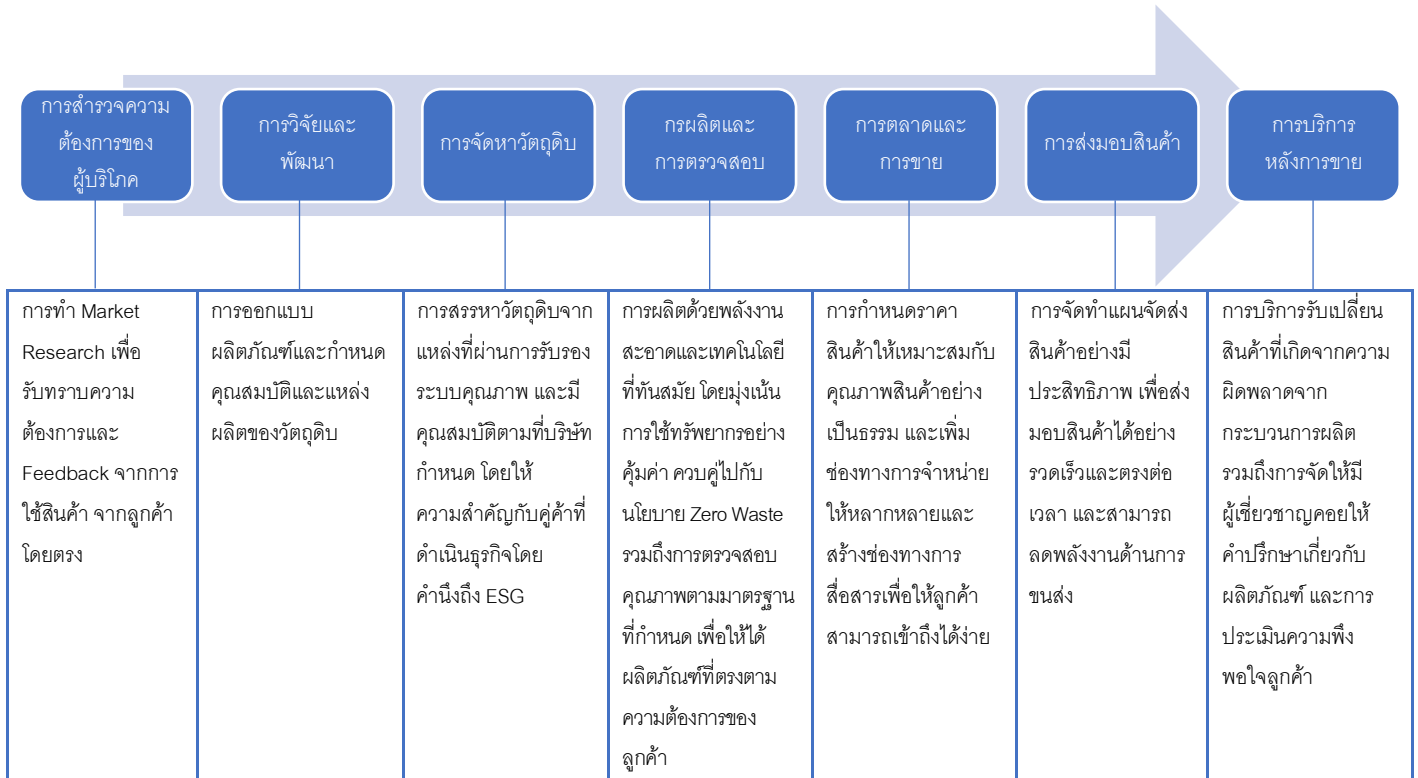 การสำรวจความ
ต้องการของ
ผู้บริโภค
การวิจัยและ
พัฒนา
การจัดหาวัตถุดิบ
กรผลิตและ
การตรวจสอบ
การตลาดและ
การขาย
การส่งมอบสินค้า
การบริการ
หลังการขาย
การทำ Market
Research เพื่อ
รับทราบความ
ต้องการและ
Feedback จากการ
ใช้สินค้า จากลูกค้า
โดยตรง
การออกแบบ
ผลิตภัณฑ์และกำหนด
คุณสมบัติและแหล่ง
ผลิตของวัตถุดิบ
การสรรหาวัตถุดิบจาก
แหล่งที่ผ่านการรับรอง
ระบบคุณภาพ และมี
คุณสมบัติตามที่บริษัท
กำหนด โดยให้
ความสำคัญกับคู่ค้าที่
ดำเนินธุรกิจโดย
คำนึงถึง ESG
การผลิตด้วยพลังงาน
สะอาดและเทคโนโลยี
ที่ทันสมัย โดยมุ่งเน้น
การใช้ทรัพยากรอย่าง
คุ้มค่า ควบคู่ไปกับ
นโยบาย Zero Waste
รวมถึงการตรวจสอบ
คุณภาพตามมาตรฐาน
ที่กำหนด เพื่อให้ได้
ผลิตภัณฑ์ที่ตรงตาม
ความต้องการของ
ลูกค้า
การกำหนดราคา
สินค้าให้เหมาะสมกับ
คุณภาพสินค้าอย่าง
เป็นธรรม และเพิ่ม
ช่องทางการจำหน่าย
ให้หลากหลายและ
สร้างช่องทางการ
สื่อสารเพื่อให้ลูกค้า
สามารถเข้าถึงได้ง่าย
การจัดทำแผนจัดส่ง
สินค้าอย่างมี
ประสิทธิภาพ เพื่อส่ง
มอบสินค้าได้อย่าง
รวดเร็วและตรงต่อ
เวลา และสามารถ
ลดพลังงานด้านการ
ขนส่ง
การบริการรับเปลี่ยน
สินค้าที่เกิดจากความ
ผิดพลาดจาก
กระบวนการผลิต
รวมถึงการจัดให้มี
ผู้เชี่ยวชาญคอยให้
คำปรึกษาเกี่ยวกับ
ผลิตภัณฑ์ และการ
ประเมินความพึง
พอใจลูกค้า